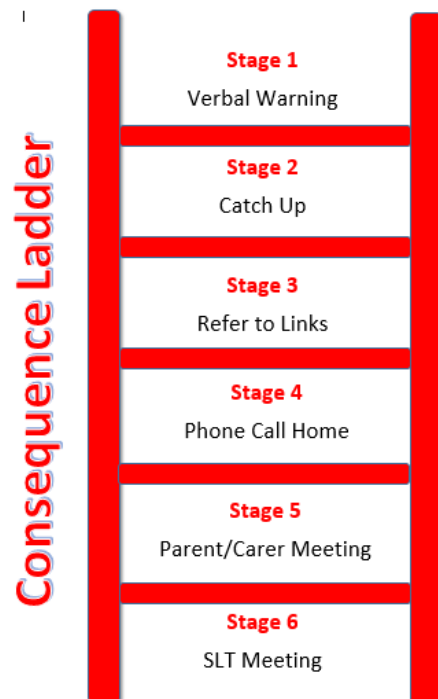 Consequence Ladder
Stage 1
Verbal Warning
Stage 2
Catch Up
Stage 3
Refer to Links
Stage 4
Phone Call Home
Stage 5
Parent/Carer Meeting
Stage 6
SLT Meeting